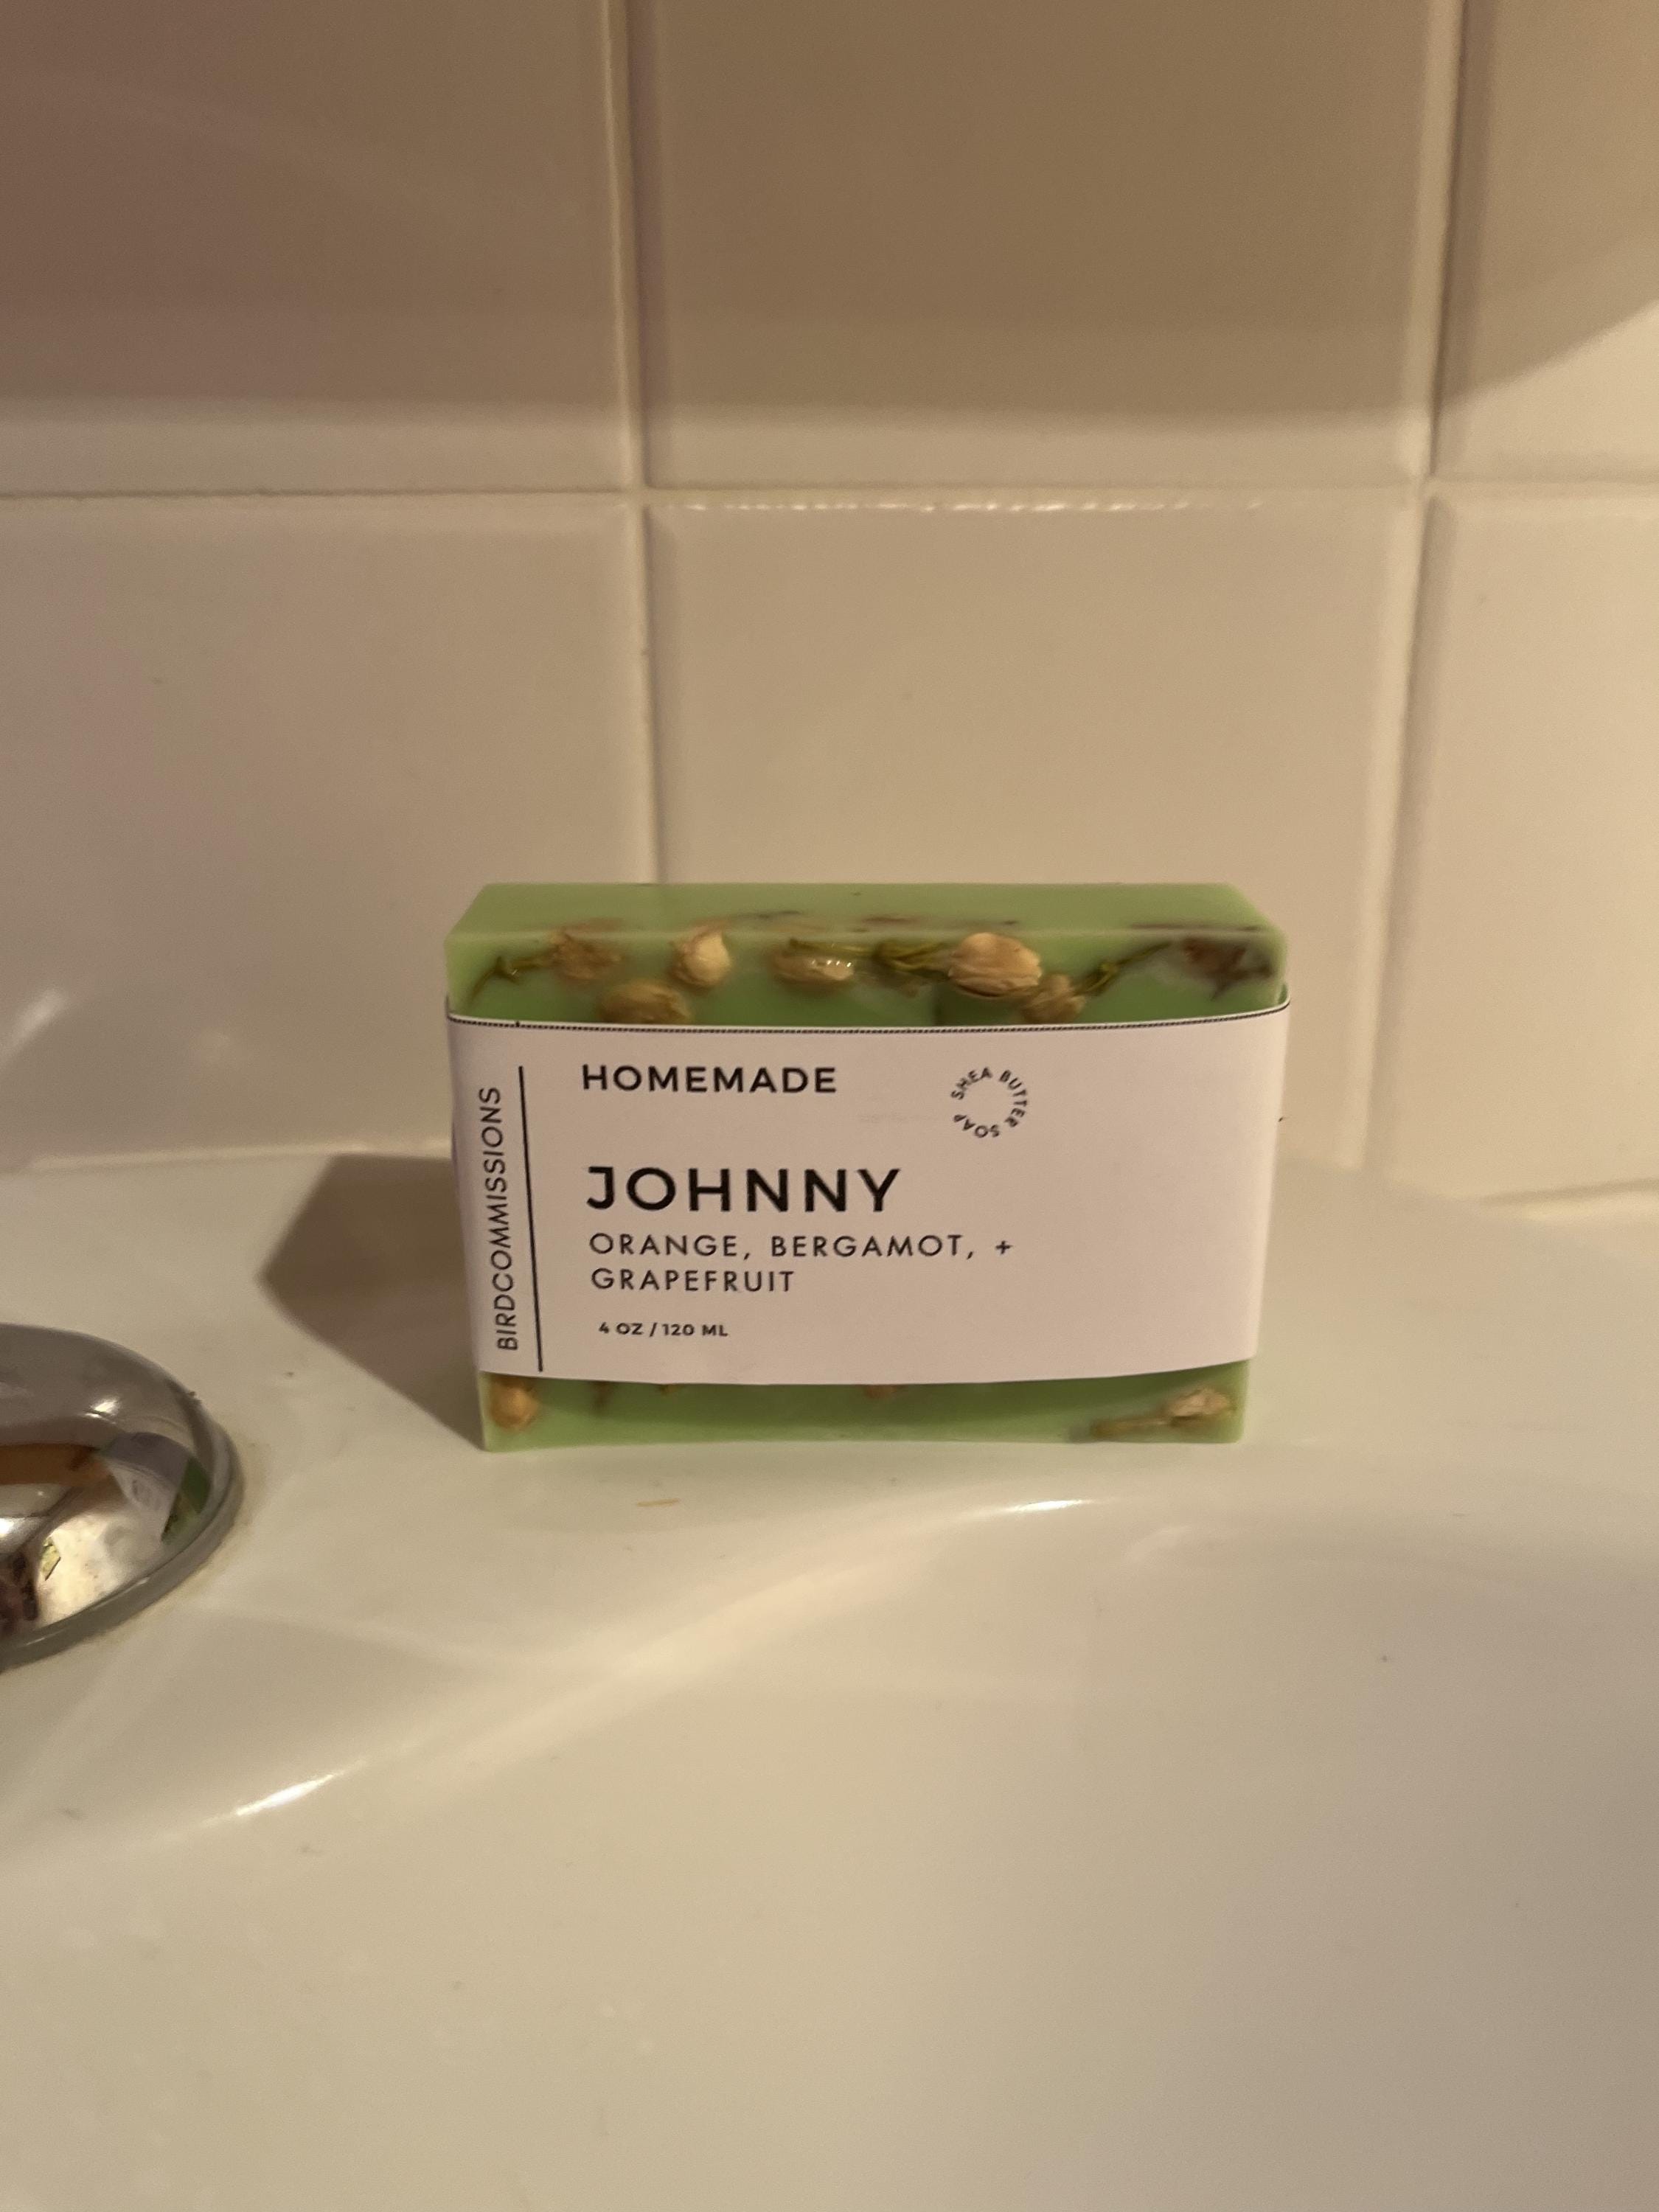 BIRDCOMMISSIONS
HOMEMADE
SHEA BUTTER SOAP
JOHNNY
ORANGE, BERGAMOT, +
GRAPEFRUIT
4 OZ / 120 ML